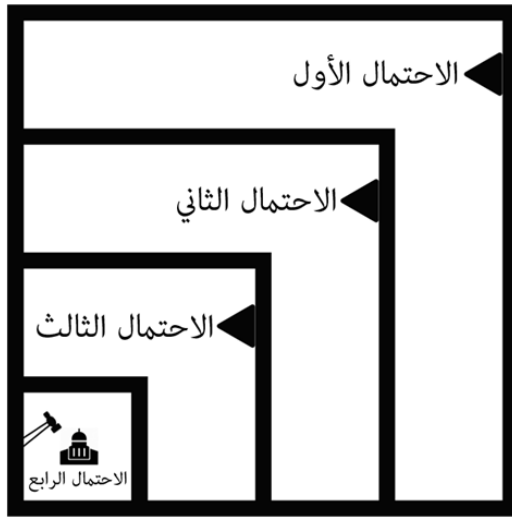 الاحتمال الأول
الاحتمال الثاني
الاحتمال الثالث
الاحتمال الرابع